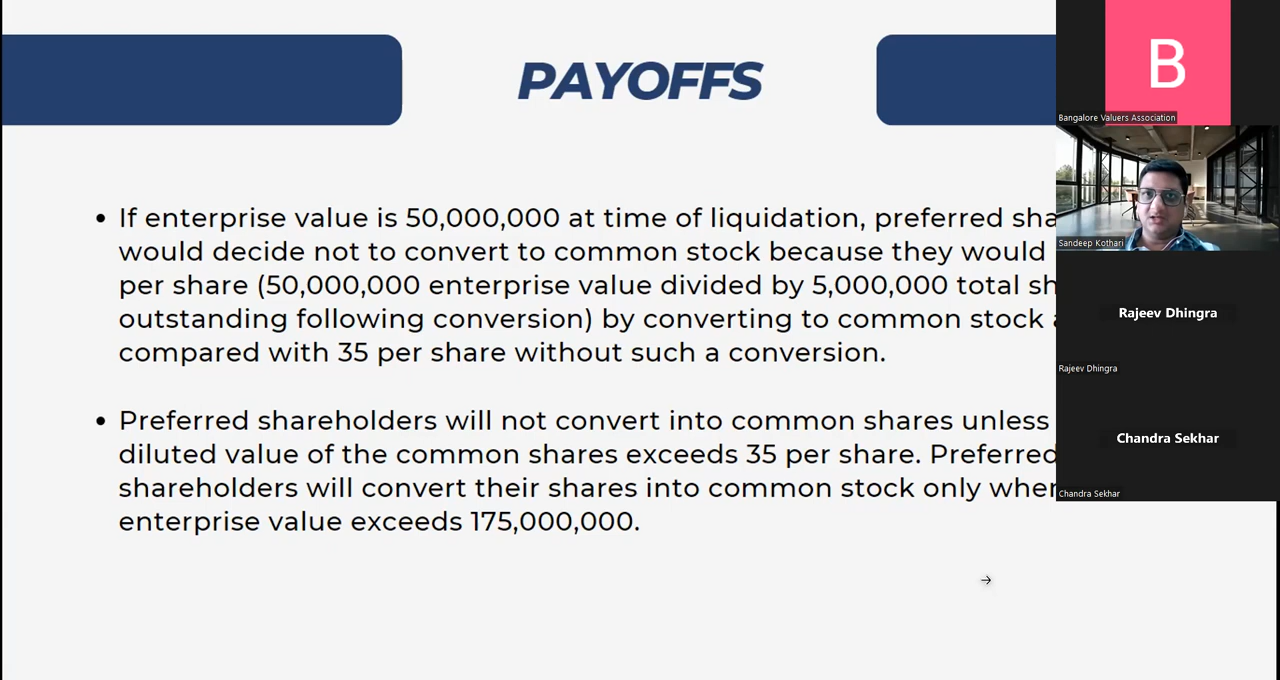 PAYOFFS
If enterprise value is 50,000,000 at time of liquidation, preferred
would decide not to convert to common stock because they would
per share (50,000,000 enterprise value divided by 5,000,000 total
outstanding following conversion) by converting to common stock
compared with 35 per share without such a conversion.
Preferred shareholders will not convert into common shares unless
diluted value of the common shares exceeds 35 per share. Preferred
shareholders will convert their shares into common stock only
enterprise value exceeds 175,000,000.
B
Bangalore Valuers Association
Sandeep Kothari
Rajeev Dhingra
Rajeev Dhingra
Chandra Sekhar
Chandra Sekhar